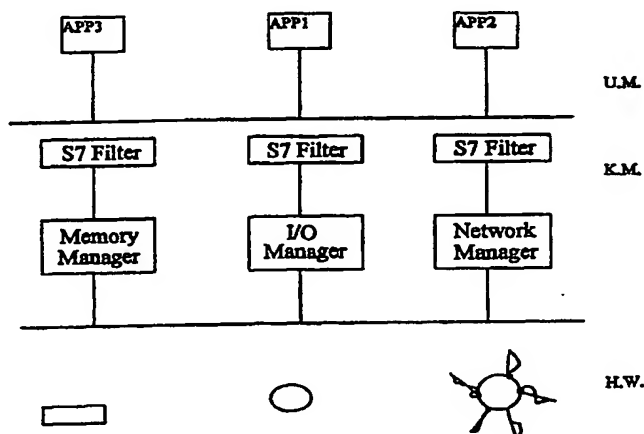 APP3 APP1 APP2
U.M.
S7 Filter S7 Filter S7 Filter
K.M.
Memory Manager
I/O Manager
Network Manager
H.W.